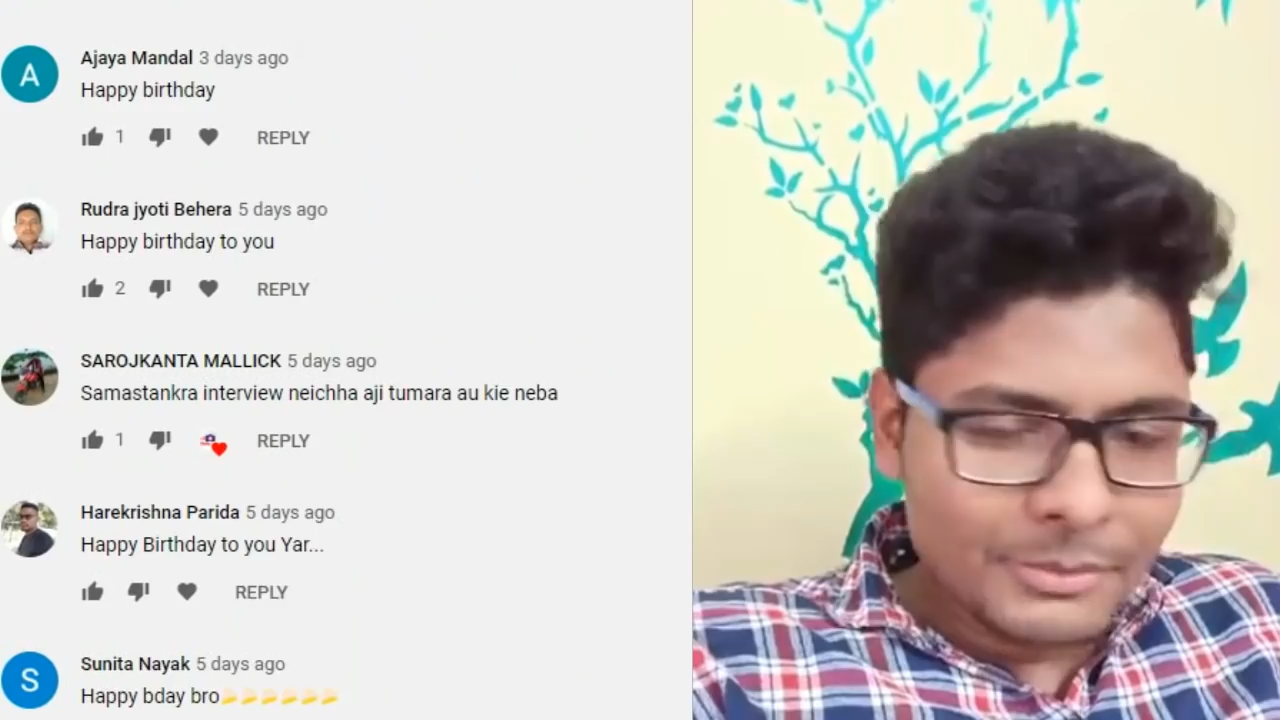 A
Ajaya Mandal 3 days ago
Happy birthday
1 REPLY
Rudra jyoti Behera 5 days ago
Happy birthday to you
2 REPLY
SAROJKANTA MALLICK 5 days ago
Samastankra interview neichha aji tumara au kie neba
1 REPLY
Harekrishna Parida 5 days ago
Happy Birthday to you Yar...
REPLY
S
Sunita Nayak 5 days ago
Happy bday bro